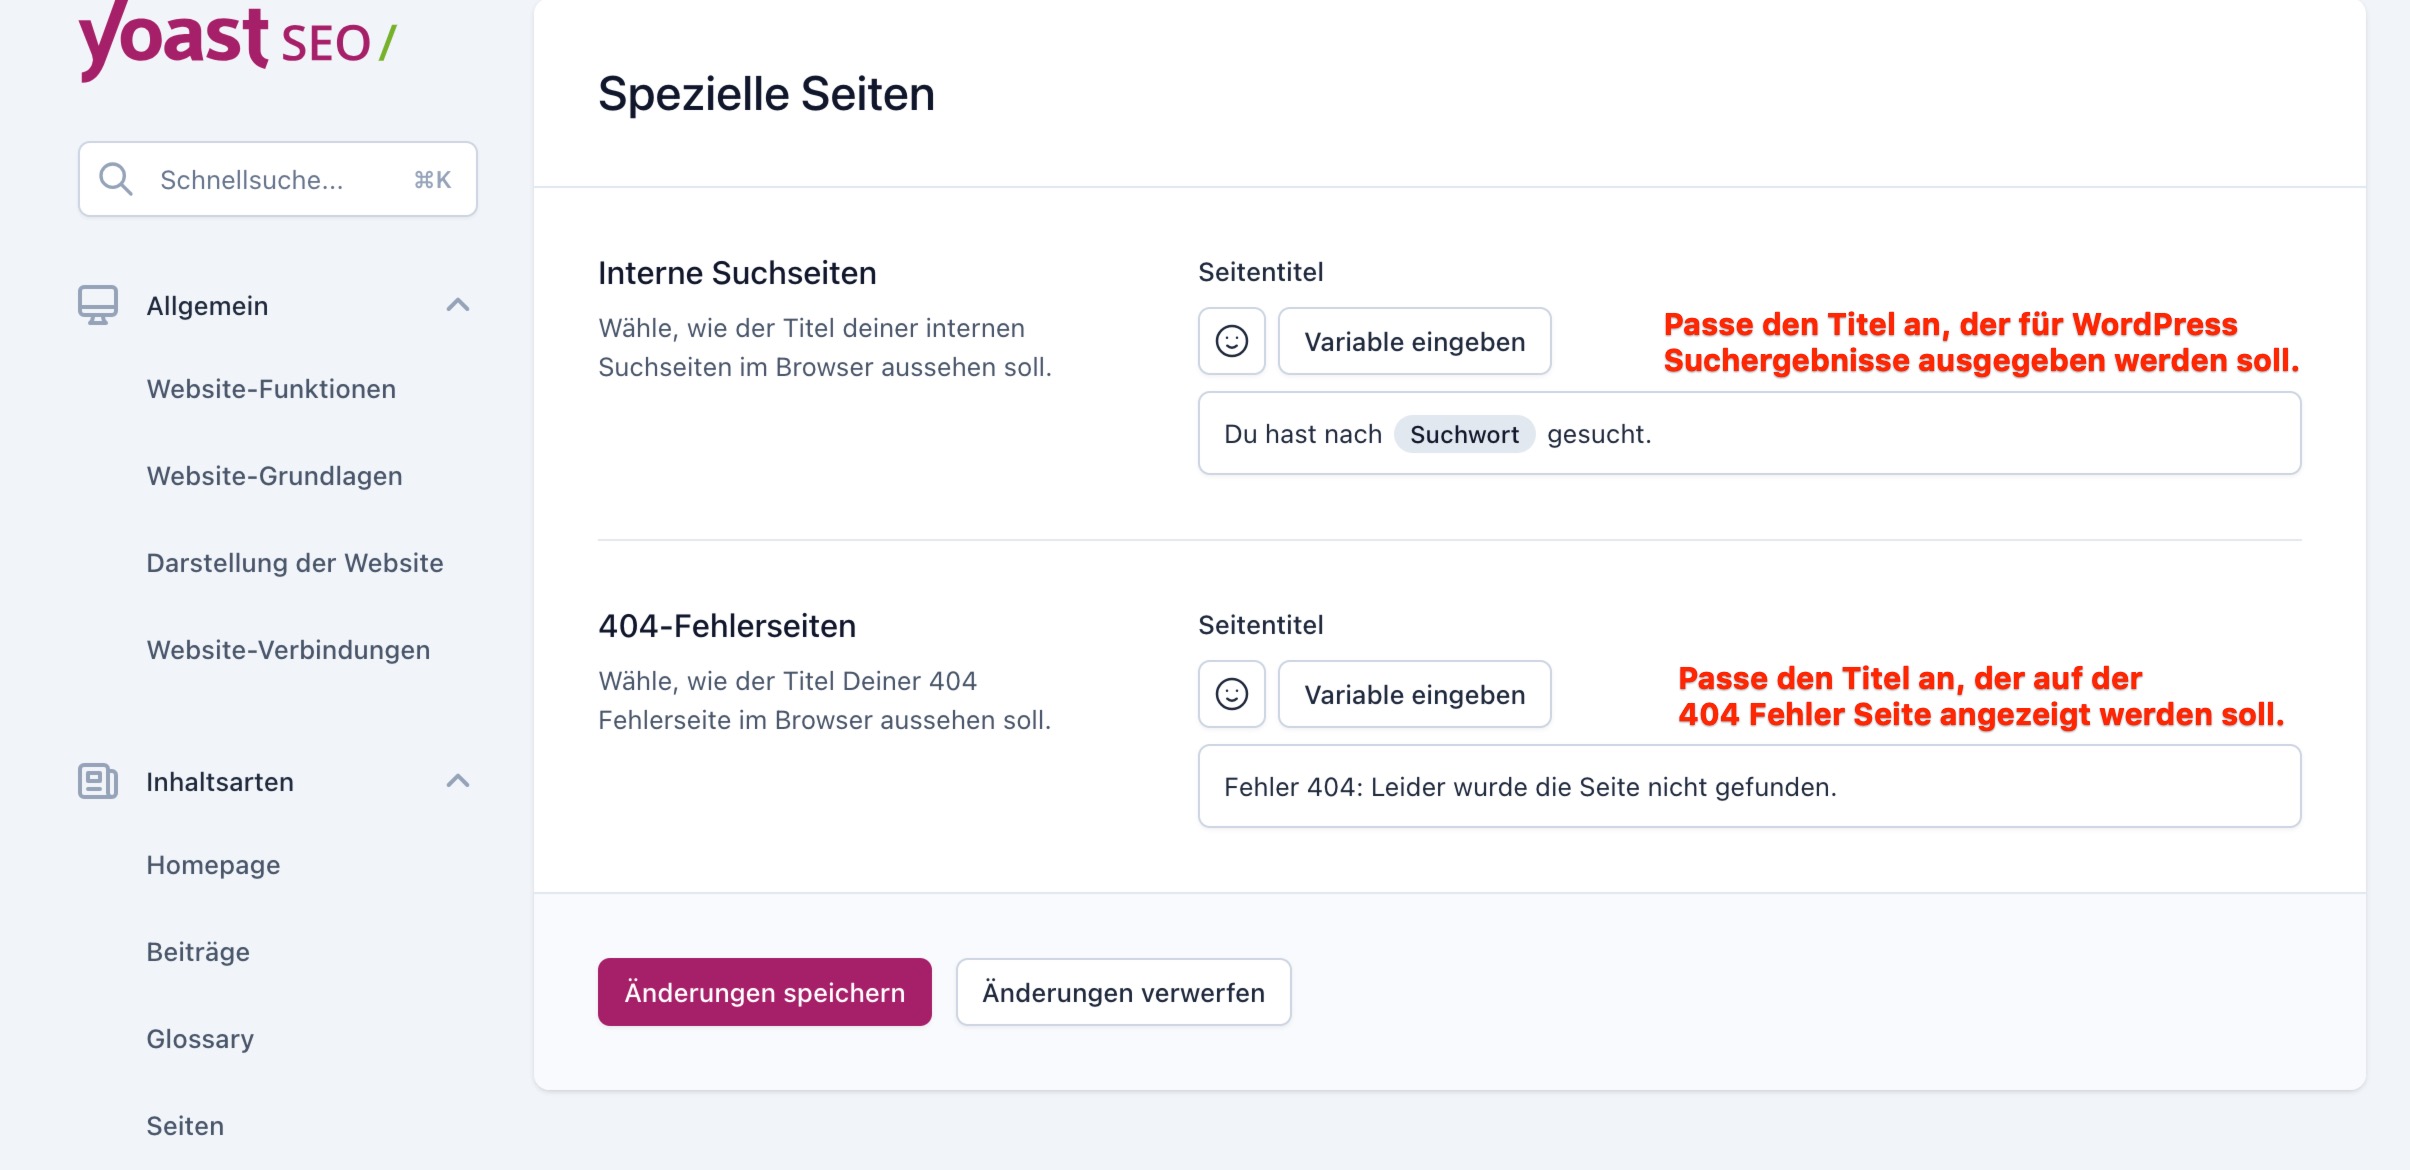 yoast SEO/
Schnellsuche...
⌘K
Allgemein
Website-Funktionen
Website-Grundlagen
Darstellung der Website
Website-Verbindungen
Inhaltsarten
Homepage
Beiträge
Glossary
Seiten
Spezielle Seiten
Interne Suchseiten
Wähle, wie der Titel deiner internen
Suchseiten im Browser aussehen soll.
Seitentitel
Variable eingeben
Passe den Titel an, der für WordPress
Suchergebnisse ausgegeben werden soll.
Du hast nach Suchwort gesucht.
404-Fehlerseiten
Wähle, wie der Titel Deiner 404
Fehlerseite im Browser aussehen soll.
Seitentitel
Variable eingeben
Passe den Titel an, der auf der
404 Fehler Seite angezeigt werden soll.
Fehler 404: Leider wurde die Seite nicht gefunden.
Änderungen speichern
Änderungen verwerfen